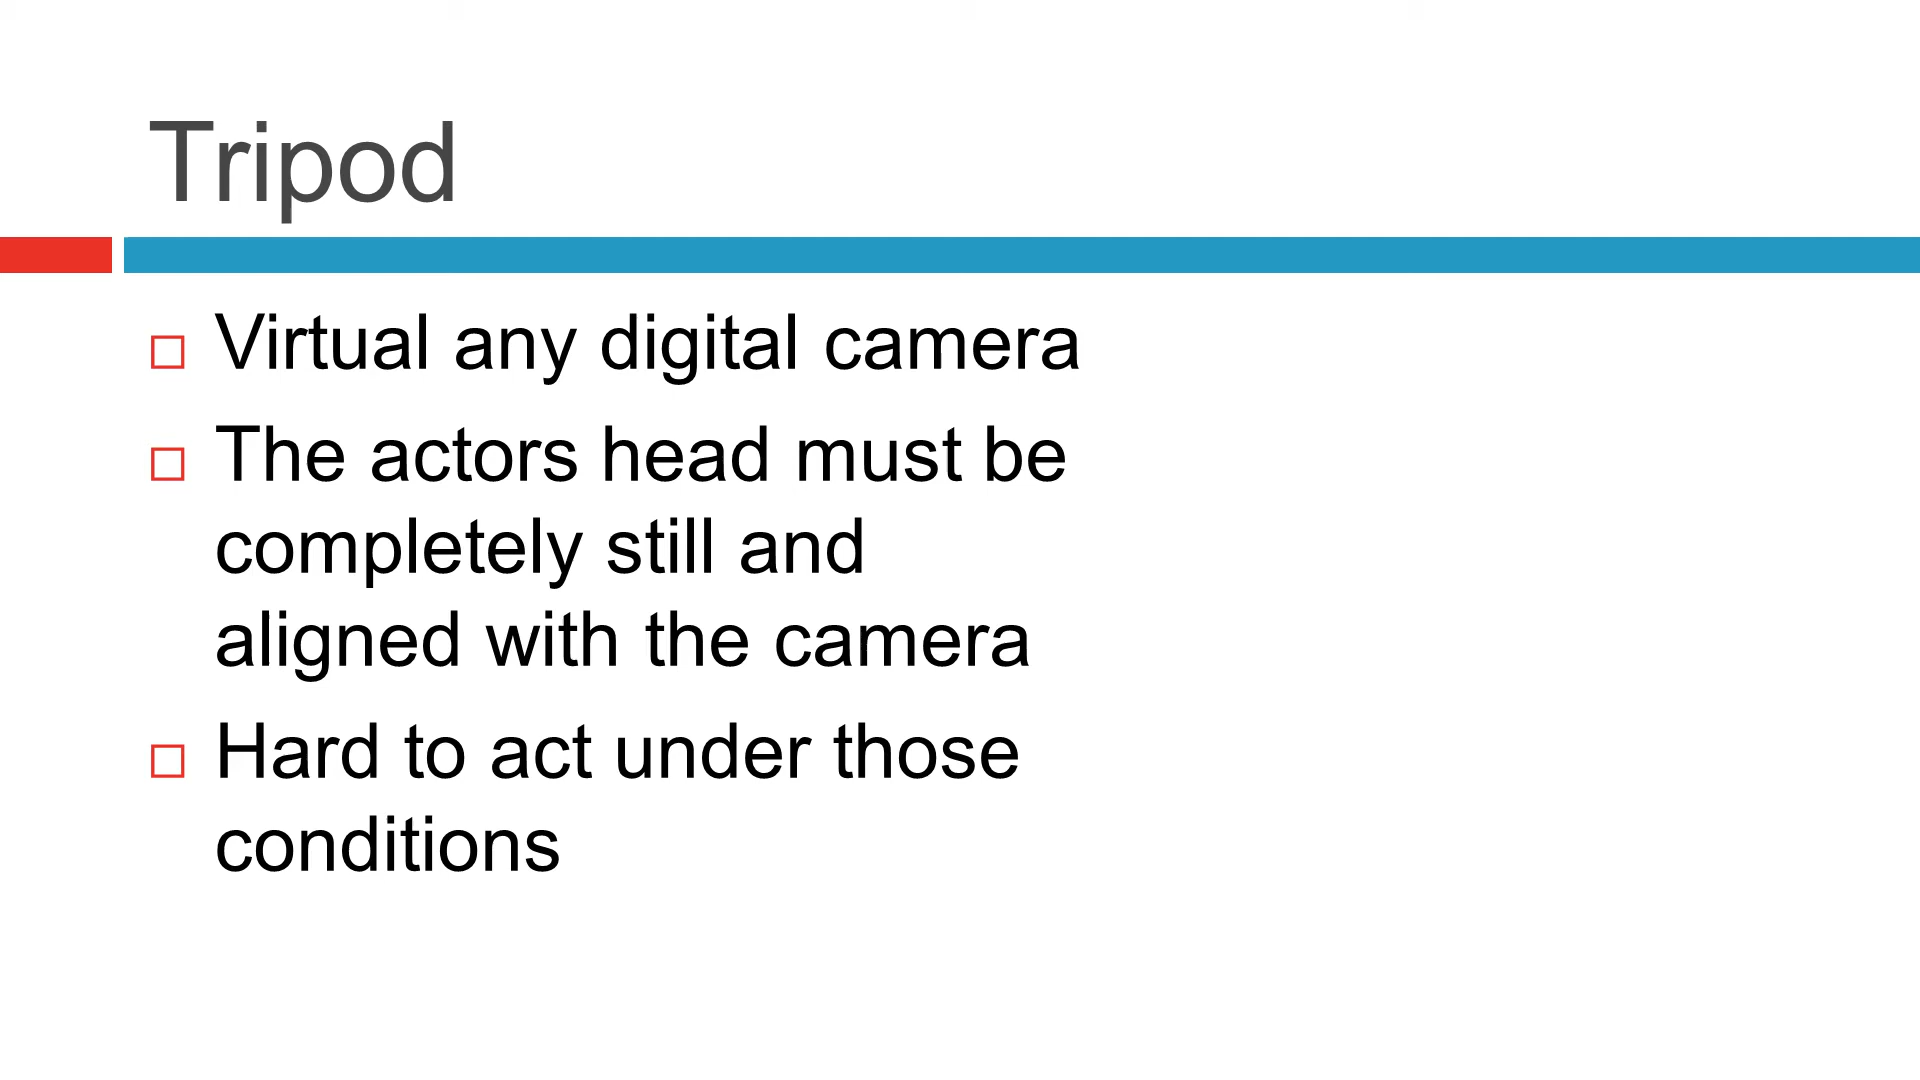 Tripod
Virtual any digital camera
The actors head must be
completely still and
aligned with the camera
Hard to act under those
conditions